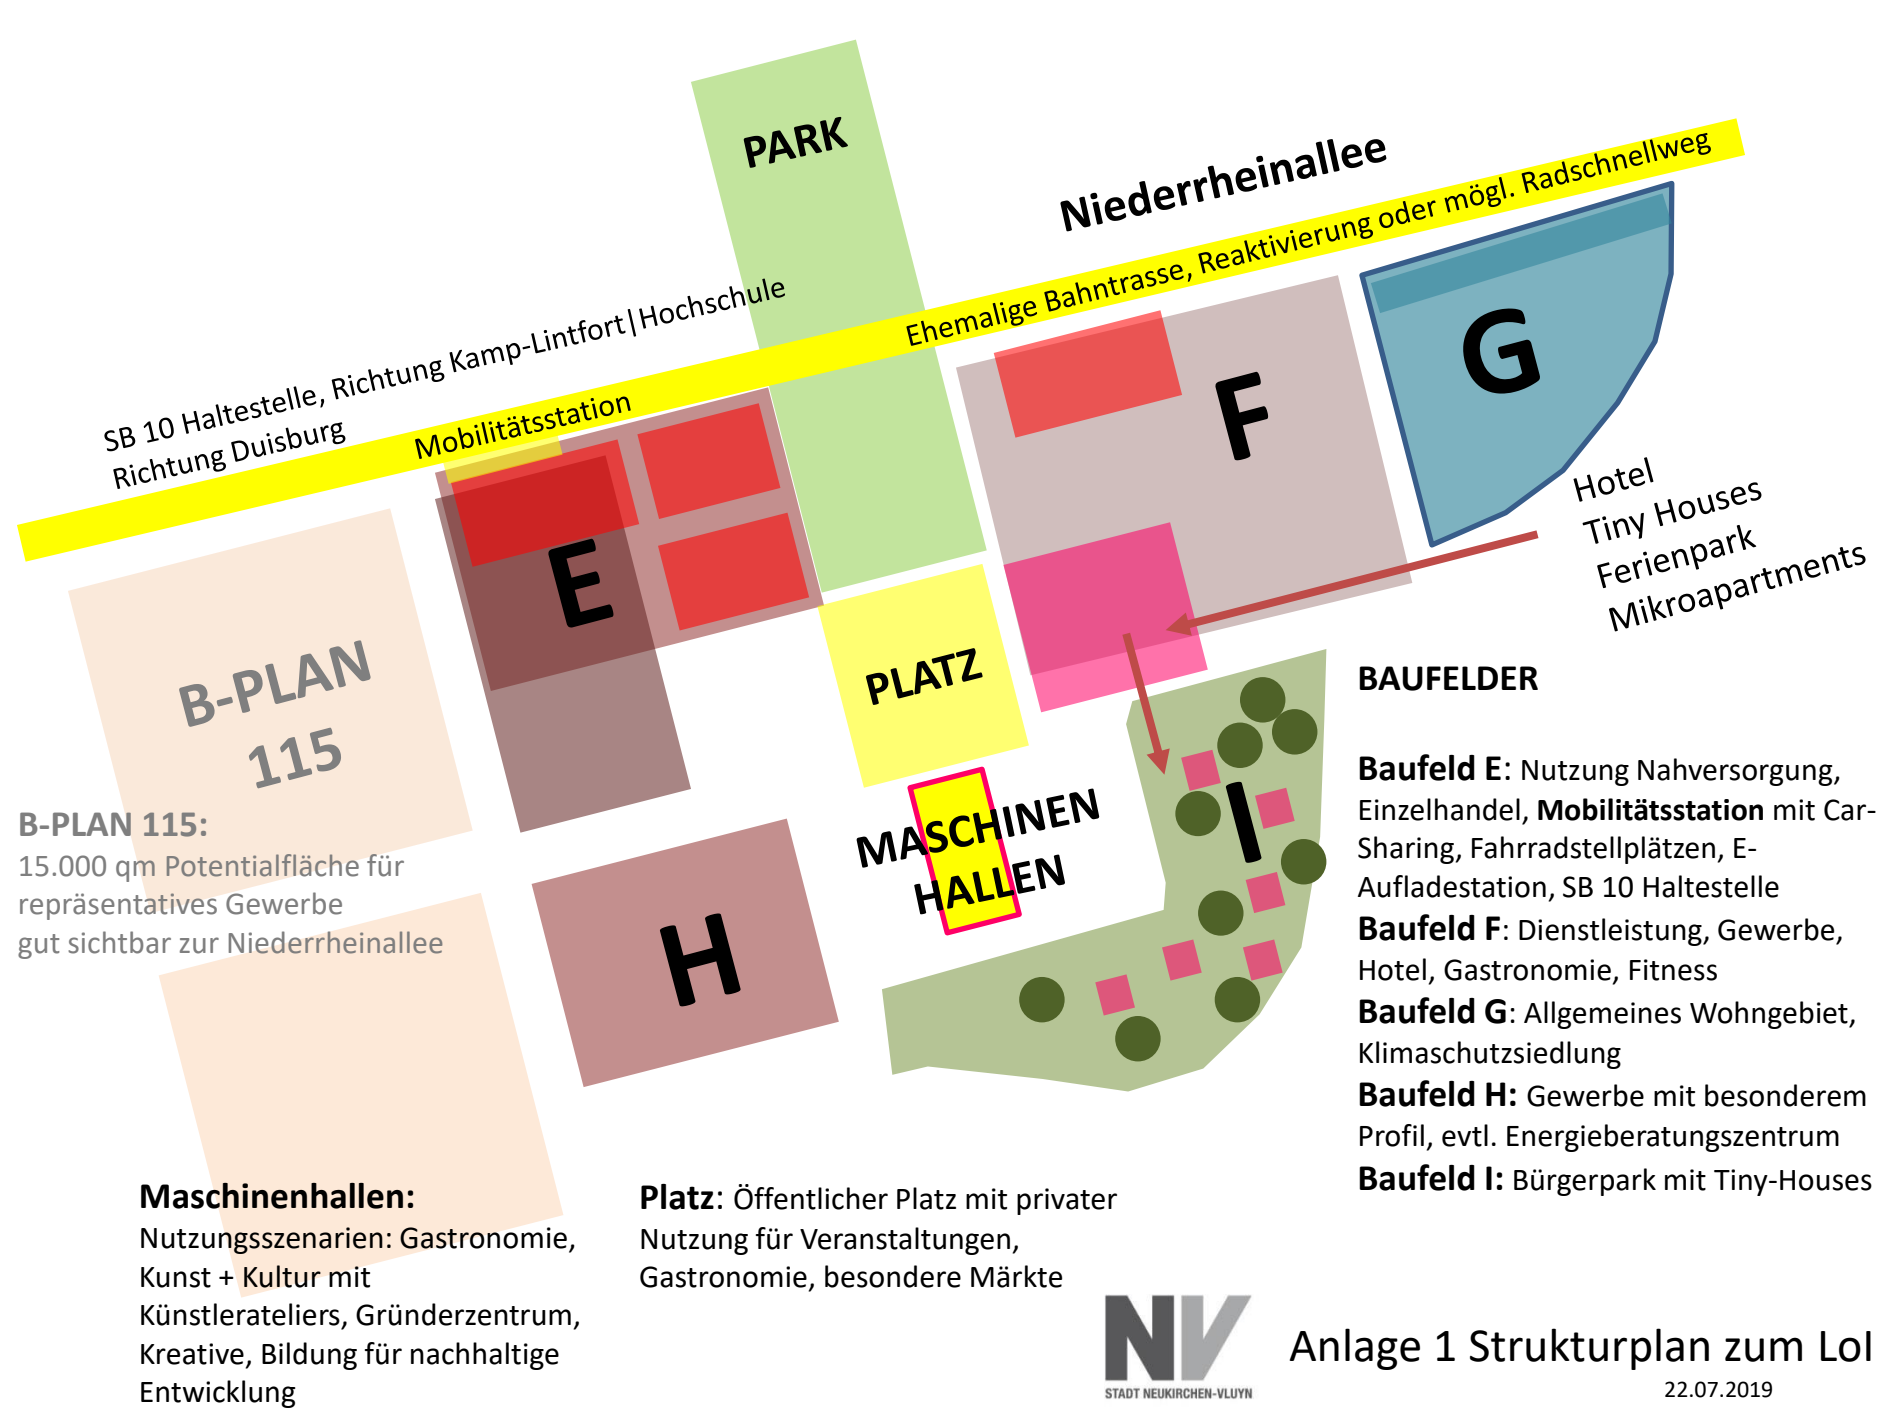 PARK
Niederrheinallee
Ehemalige Bahntrasse, Reaktivierung oder mögl. Radschnellweg
SB 10 Haltestelle, Richtung Kamp-Lintfort|Hochschule
Richtung Duisburg
Mobilitätsstation
G
F
E
Hotel
Tiny Houses
Ferienpark
Mikroapartments
B-PLAN
115
PLATZ
MASCHINEN
HALLEN
I
H
B-PLAN 115:
15.000 qm Potentialfläche für
repräsentatives Gewerbe
gut sichtbar zur Niederrheinallee
BAUFELDER
Baufeld E: Nutzung Nahversorgung,
Einzelhandel, Mobilitätsstation mit Car-
Sharing, Fahrradstellplätzen, E-
Aufladestation, SB 10 Haltestelle
Baufeld F: Dienstleistung, Gewerbe,
Hotel, Gastronomie, Fitness
Baufeld G: Allgemeines Wohngebiet,
Klimaschutzsiedlung
Baufeld H: Gewerbe mit besonderem
Profil, evtl. Energieberatungszentrum
Baufeld I: Bürgerpark mit Tiny-Houses
Maschinenhallen:
Nutzungsszenarien: Gastronomie,
Kunst + Kultur mit
Künstlerateliers, Gründerzentrum,
Kreative, Bildung für nachhaltige
Entwicklung
Platz: Öffentlicher Platz mit privater
Nutzung für Veranstaltungen,
Gastronomie, besondere Märkte
NV
STADT NEUKIRCHEN-VLUYN
Anlage 1 Strukturplan zum LoI
22.07.2019